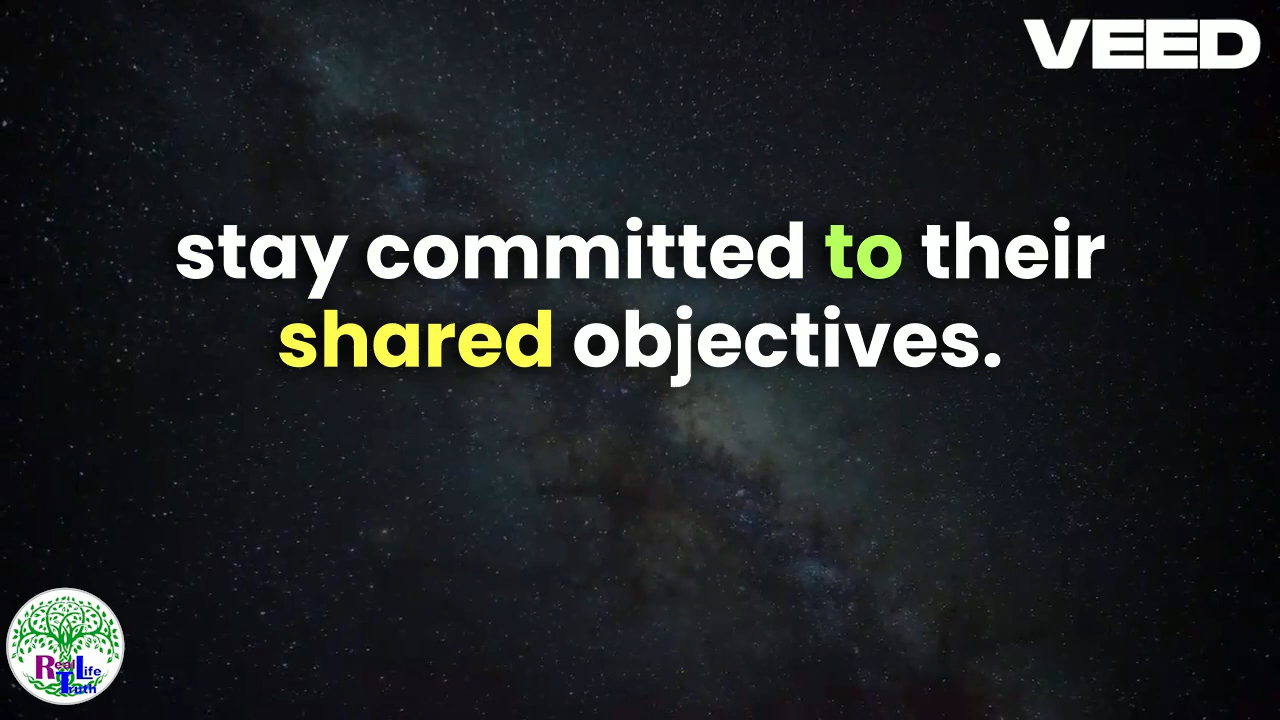 VEED
stay committed to their
shared objectives.
Real Life
Truth